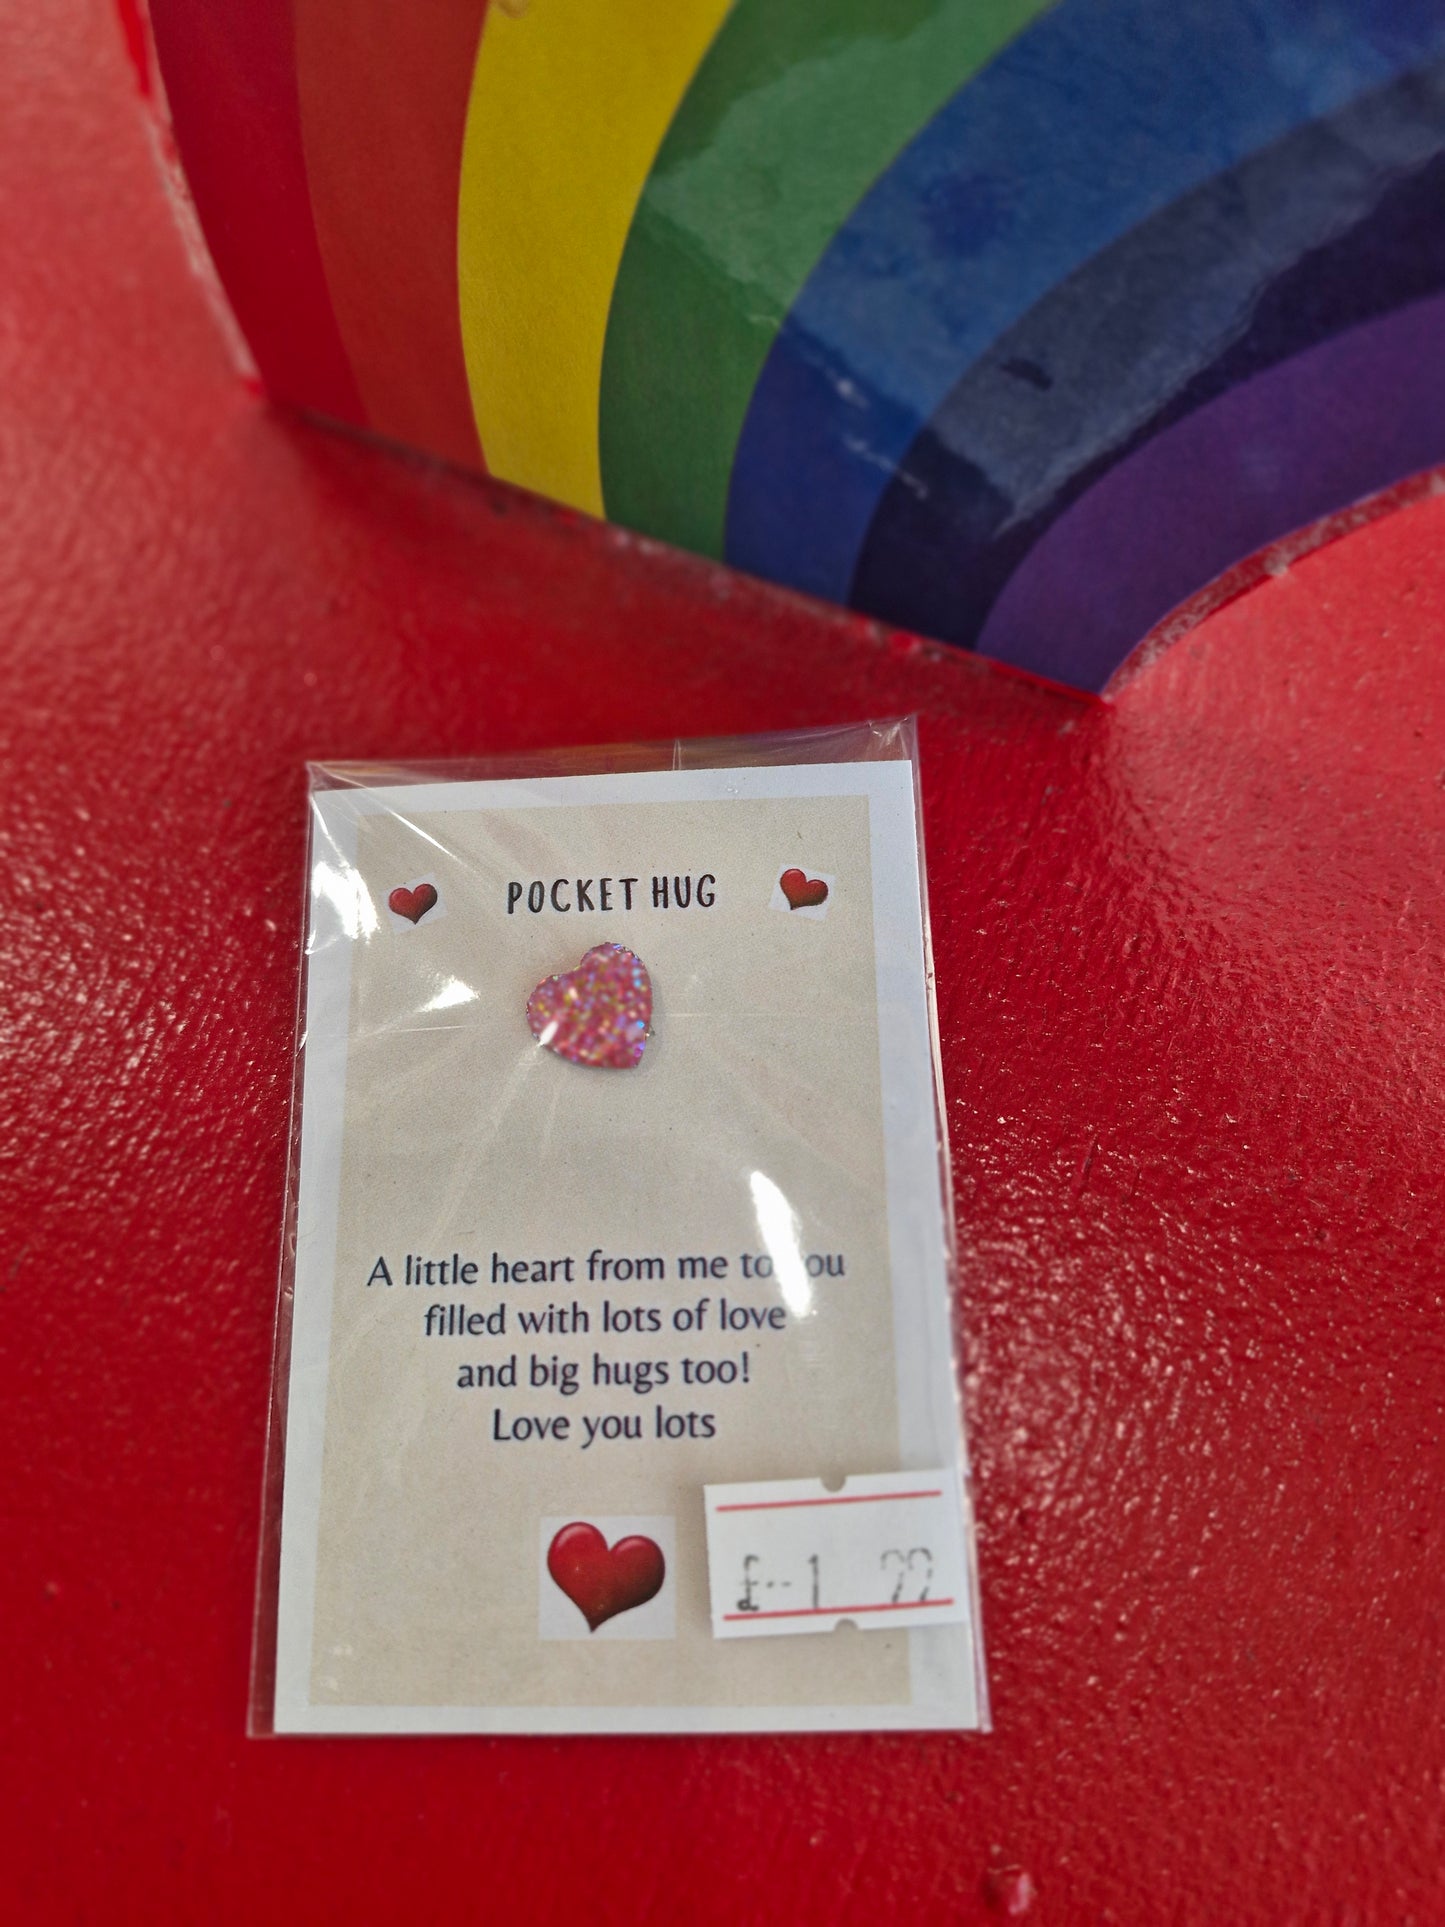 POCKET HUG
A little heart from me to you
filled with lots of love
and big hugs too!
Love you lots
£--1